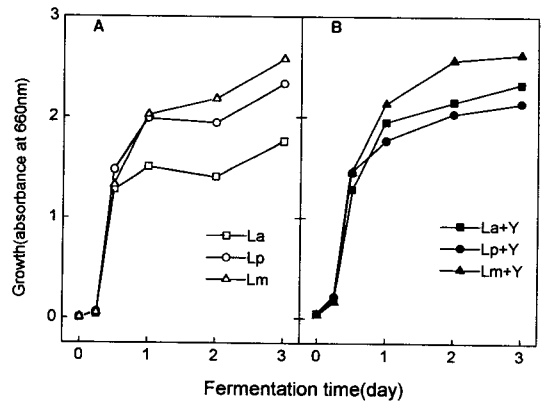 A
B
3
2
1
0
Growth(absorbance at 660nm)
La
Lp
Lm
La+Y
Lp+Y
Lm+Y
0 1 2 3
0 1 2 3
Fermentation time(day)